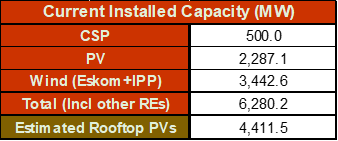 Current Installed Capacity (MW)
CSP 500.0
PV 2,287.1
Wind (Eskom+IPP) 3,442.6
Total (Incl other REs) 6,280.2
Estimated Rooftop PVs 4,411.5